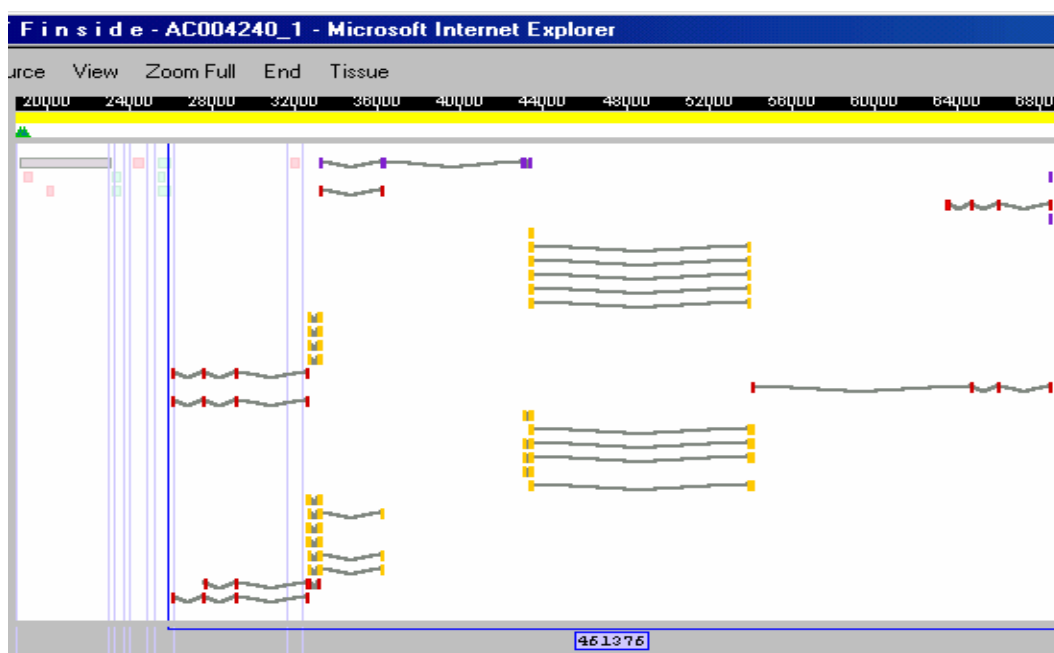 F i n s i d e - AC004240_1 - Microsoft Internet Explorer
urce View Zoom Full End Tissue
20000 24000 28000 32000 36000 40000 44000 48000 52000 56000 60000 64000 6800
451375